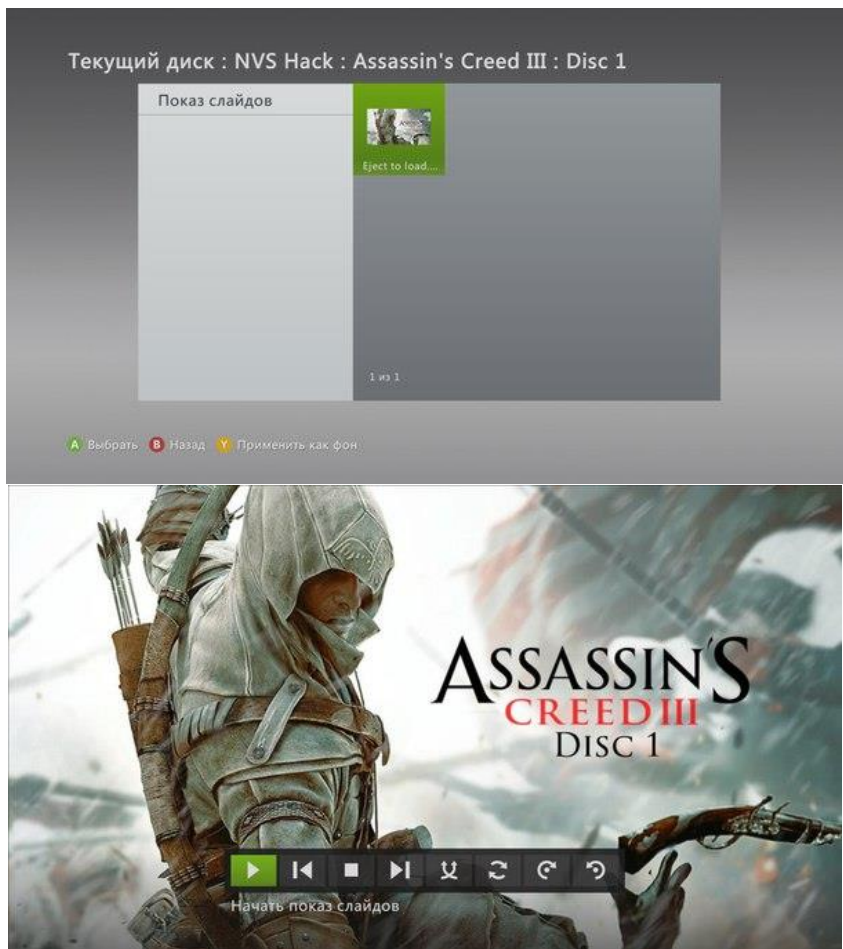 Текущий диск : NVS Hack : Assassin's Creed III : Disc 1
Показ слайдов
Eject to load....
1 из 1
A Выбрать B Назад Y Применить как фон
ASSASSIN'S
CREED III
DISC 1
Начать показ слайдов